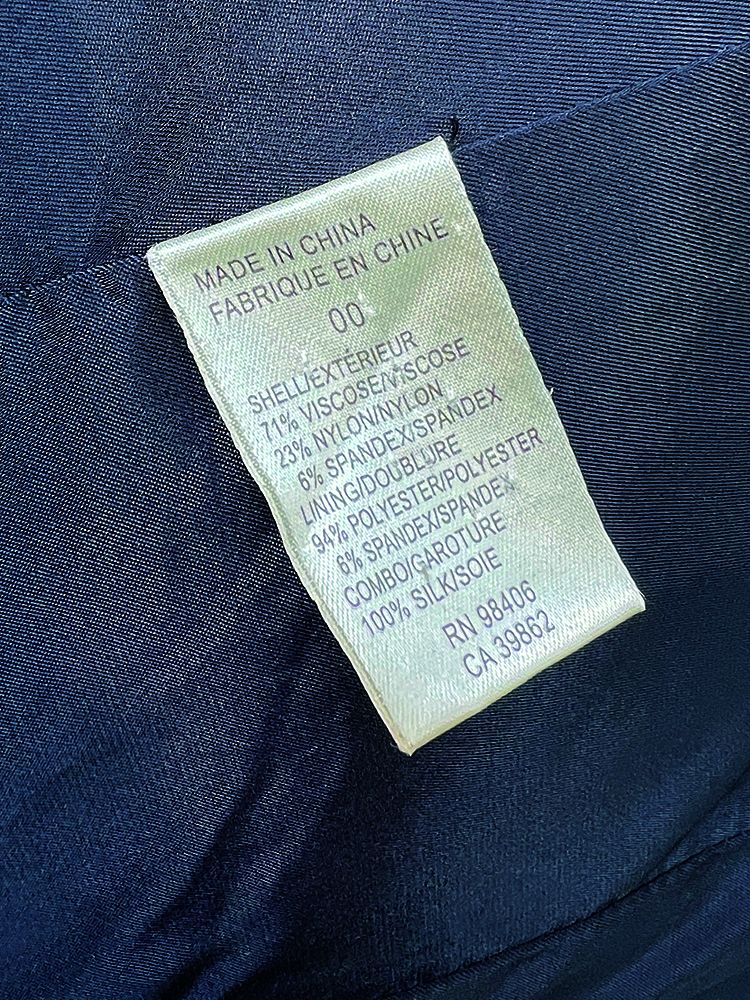 MADE IN CHINA
FABRIQUE EN CHINE
00
SHELL/EXTERIEUR
71% VISCOSE/VISCOSE
23% NYLON/NYLON
6% SPANDEX/SPANDEX
LINING/DOUBLURE
94% POLYESTER/POLYESTER
6% SPANDEX/SPANDEX
COMBO/GAROTURE
100% SILK/SOIE
RN 98406
CA 39862